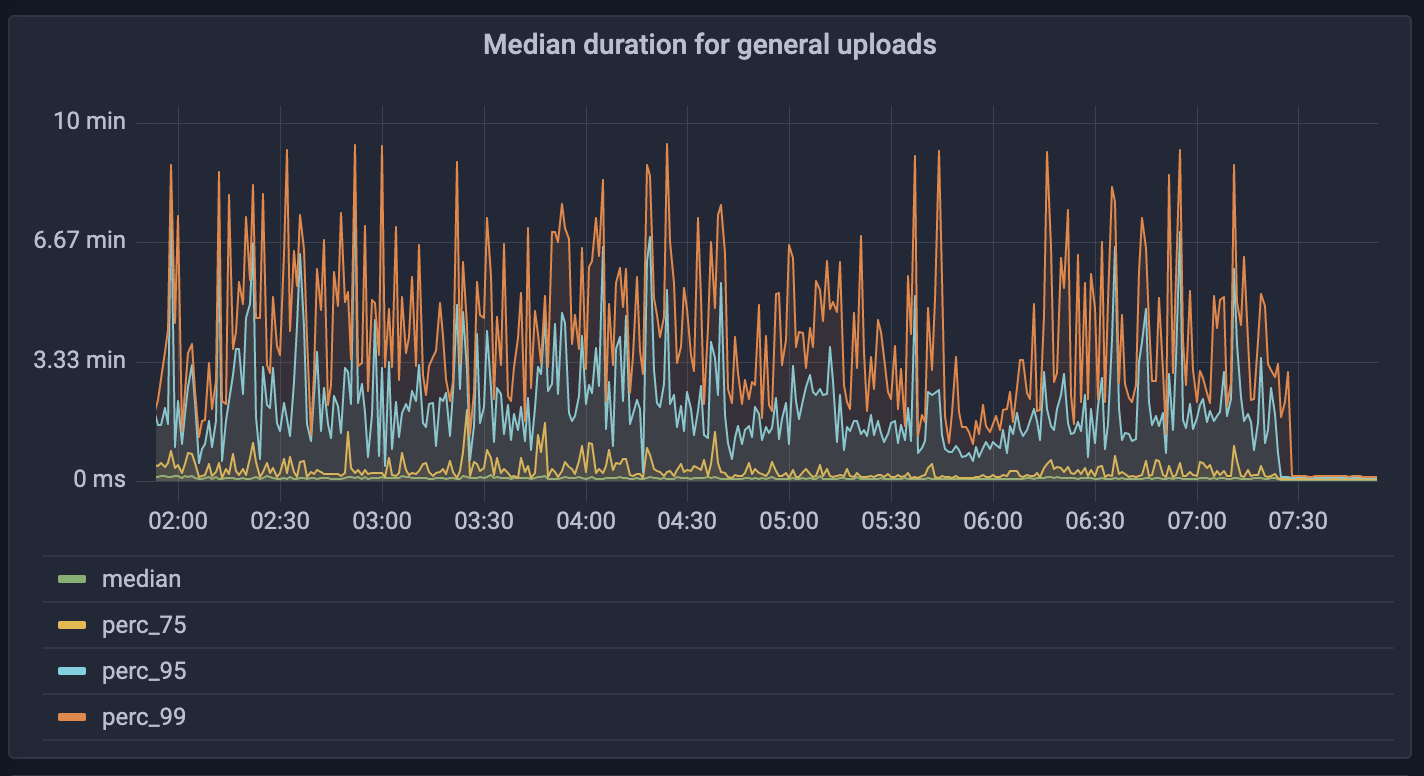 Median duration for general uploads
10 min
6.67 min
3.33 min
0 ms
02:00 02:30 03:00 03:30 04:00 04:30 05:00 05:30 06:00 06:30 07:00 07:30
median
perc_75
perc_95
perc_99